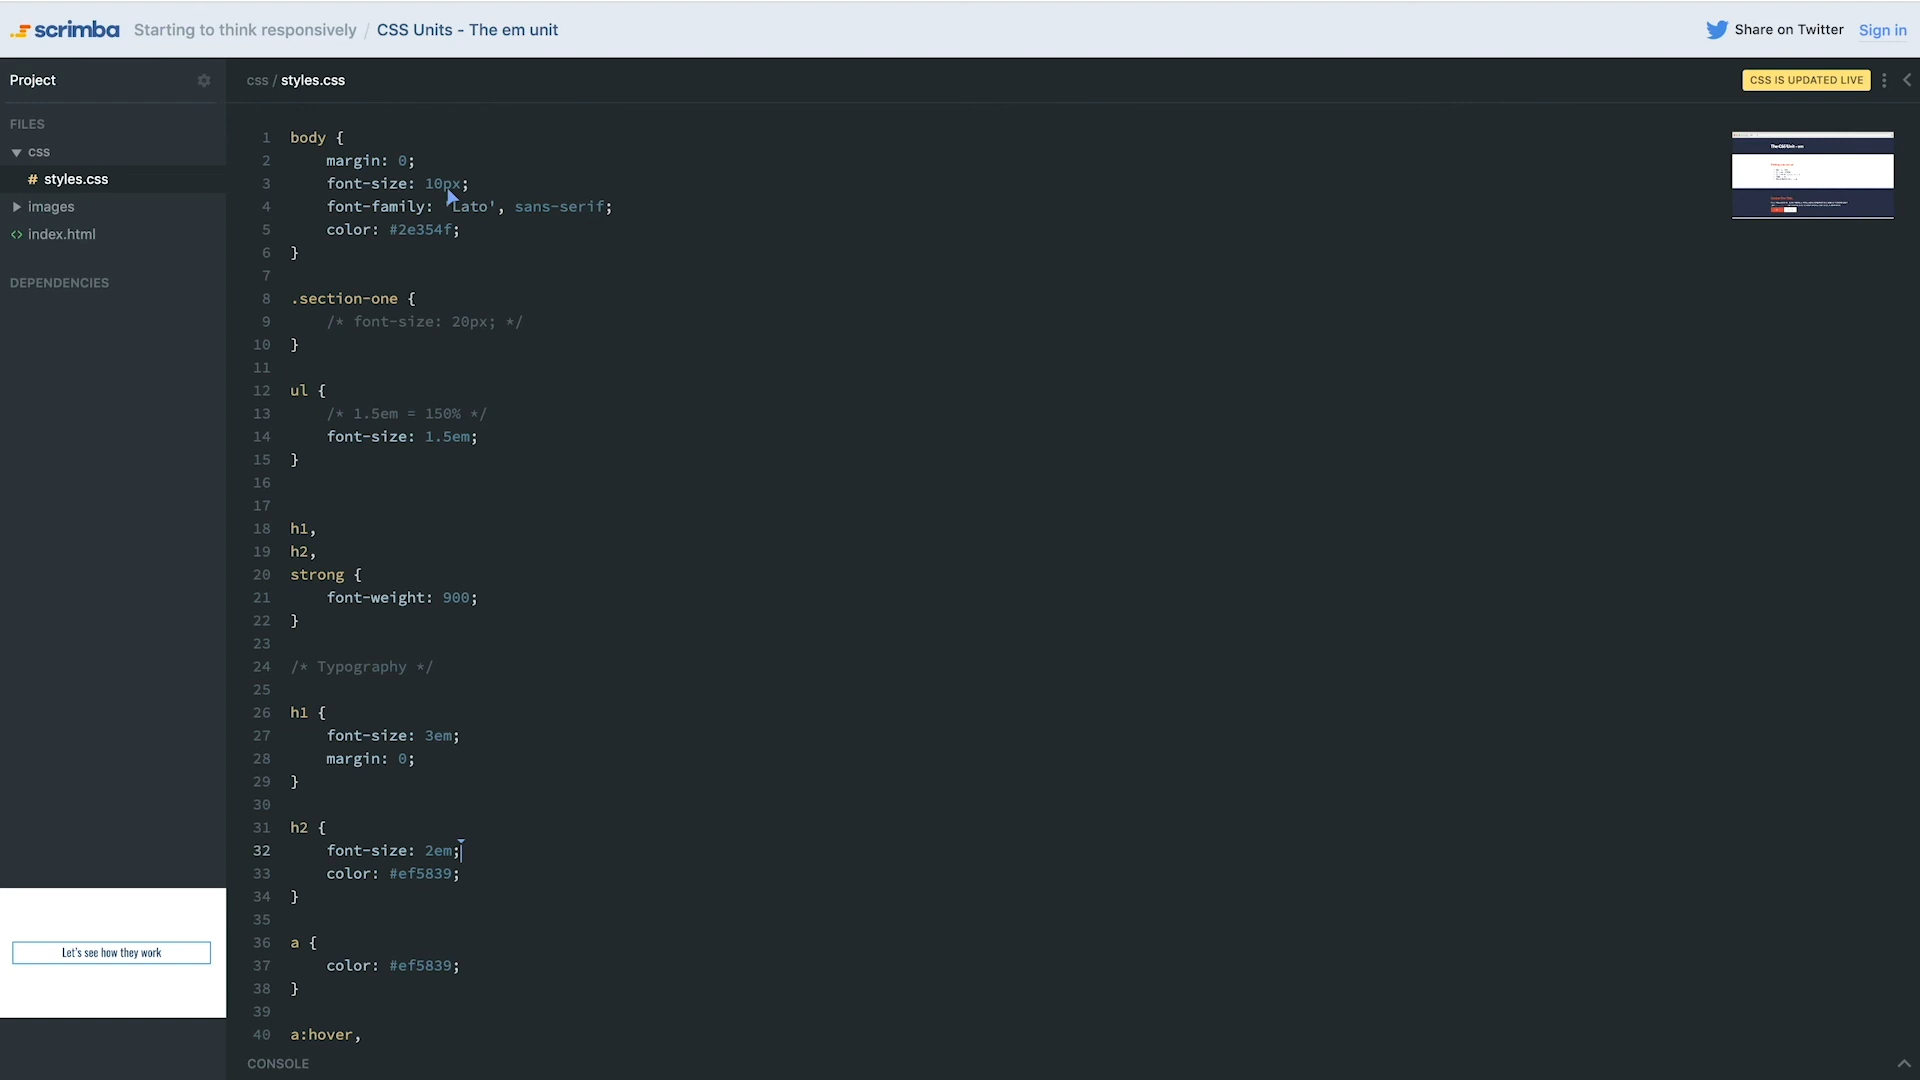 scrimba Starting to think responsively / CSS Units - The em unit Share on Twitter Sign in
Project css / styles.css CSS IS UPDATED LIVE
FILES
css
# styles.css
images
<> index.html
DEPENDENCIES
1 body {
2 margin: 0;
3 font-size: 10px;
4 font-family: 'Lato', sans-serif;
5 color: #2e354f;
6 }
7
8 .section-one {
9 /* font-size: 20px; */
10 }
11
12 ul {
13 /* 1.5em = 150% */
14 font-size: 1.5em;
15 }
16
17
18 h1,
19 h2,
20 strong {
21 font-weight: 900;
22 }
23
24 /* Typography */
25
26 h1 {
27 font-size: 3em;
28 margin: 0;
29 }
30
31 h2 {
32 font-size: 2em;
33 color: #ef5839;
34 }
35
36 a {
37 color: #ef5839;
38 }
39
40 a:hover,
Let's see how they work
CONSOLE